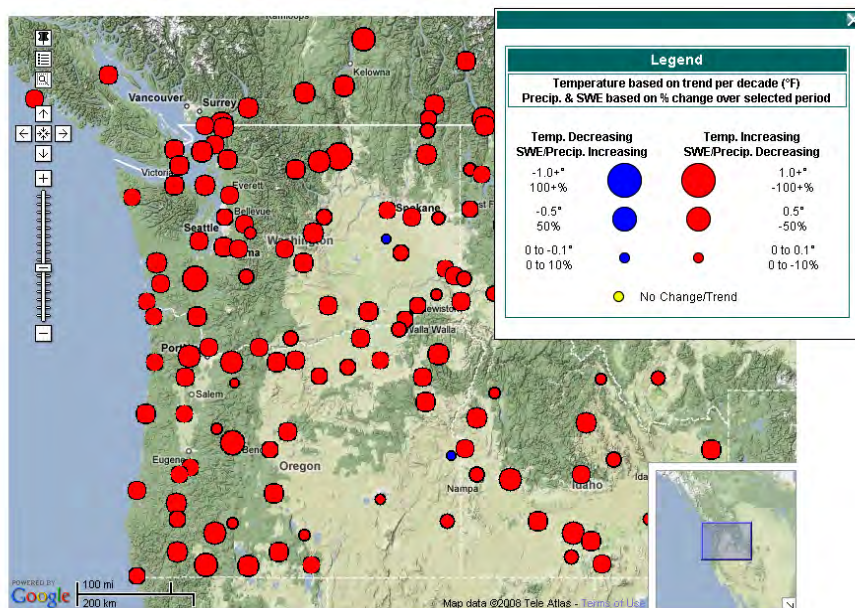 Legend
Temperature based on trend per decade (°F)
Precip. & SWE based on % change over selected period
Temp. Decreasing
SWE/Precip. Increasing
Temp. Increasing
SWE/Precip. Decreasing
-1.0+°
100+%
1.0+°
-100+%
-0.5°
50%
0.5°
-50%
0 to -0.1°
0 to 10%
0 to 0.1°
0 to -10%
No Change/Trend
Kamloops
Kelowna
Vancouver
Surrey
Victoria
Everett
Bellevue
Seattle
Spokane
Washington
Lewiston
Walla Walla
Salem
Eugene
Bend
Oregon
Nampa
Idaho
POWERED BY
Google
100 mi
200 km
Map data ©2008 Tele Atlas - Terms of Use